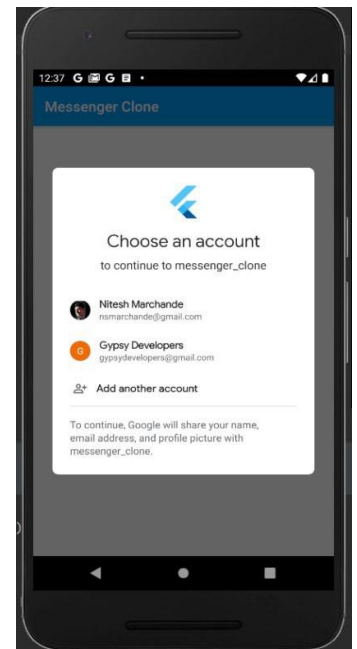 12:37 G G
Messenger Clone
Choose an account
to continue to messenger_clone
Nitesh Marchande
nsmarchande@gmail.com
G
Gypsy Developers
gypsydevelopers@gmail.com
Add another account
To continue, Google will share your name,
email address, and profile picture with
messenger_clone.